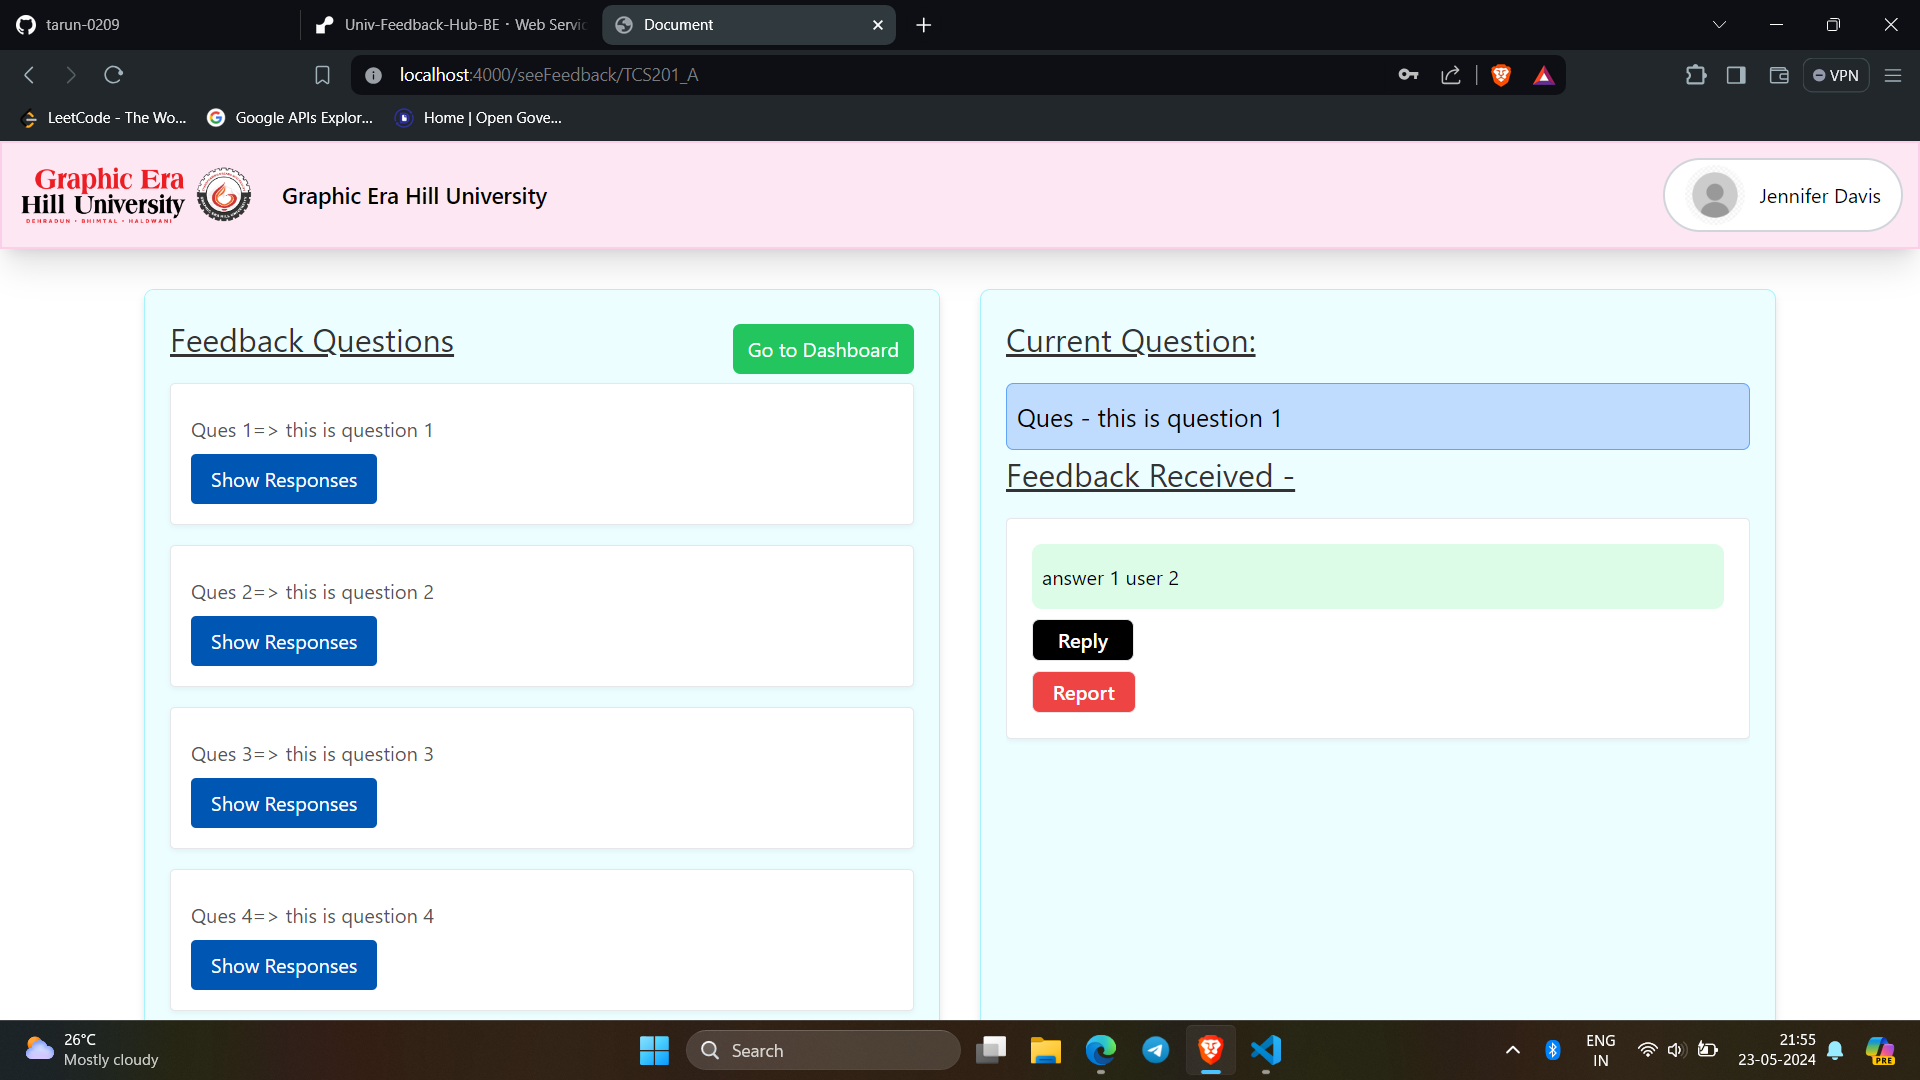 tarun-0209
Univ-Feedback-Hub-BE · Web Servic
Document
localhost:4000/seeFeedback/TCS201_A
VPN
LeetCode - The Wo...
Google APIs Explor...
Home | Open Gove...
Graphic Era
Hill University
DEHRADUN • BHIMTAL • HALDWANI
Graphic Era Hill University
Jennifer Davis
Feedback Questions
Go to Dashboard
Ques 1=> this is question 1
Show Responses
Ques 2=> this is question 2
Show Responses
Ques 3=> this is question 3
Show Responses
Ques 4=> this is question 4
Show Responses
Current Question:
Ques - this is question 1
Feedback Received -
answer 1 user 2
Reply
Report
26°C
Mostly cloudy
Search
ENG
IN
21:55
23-05-2024
PRE